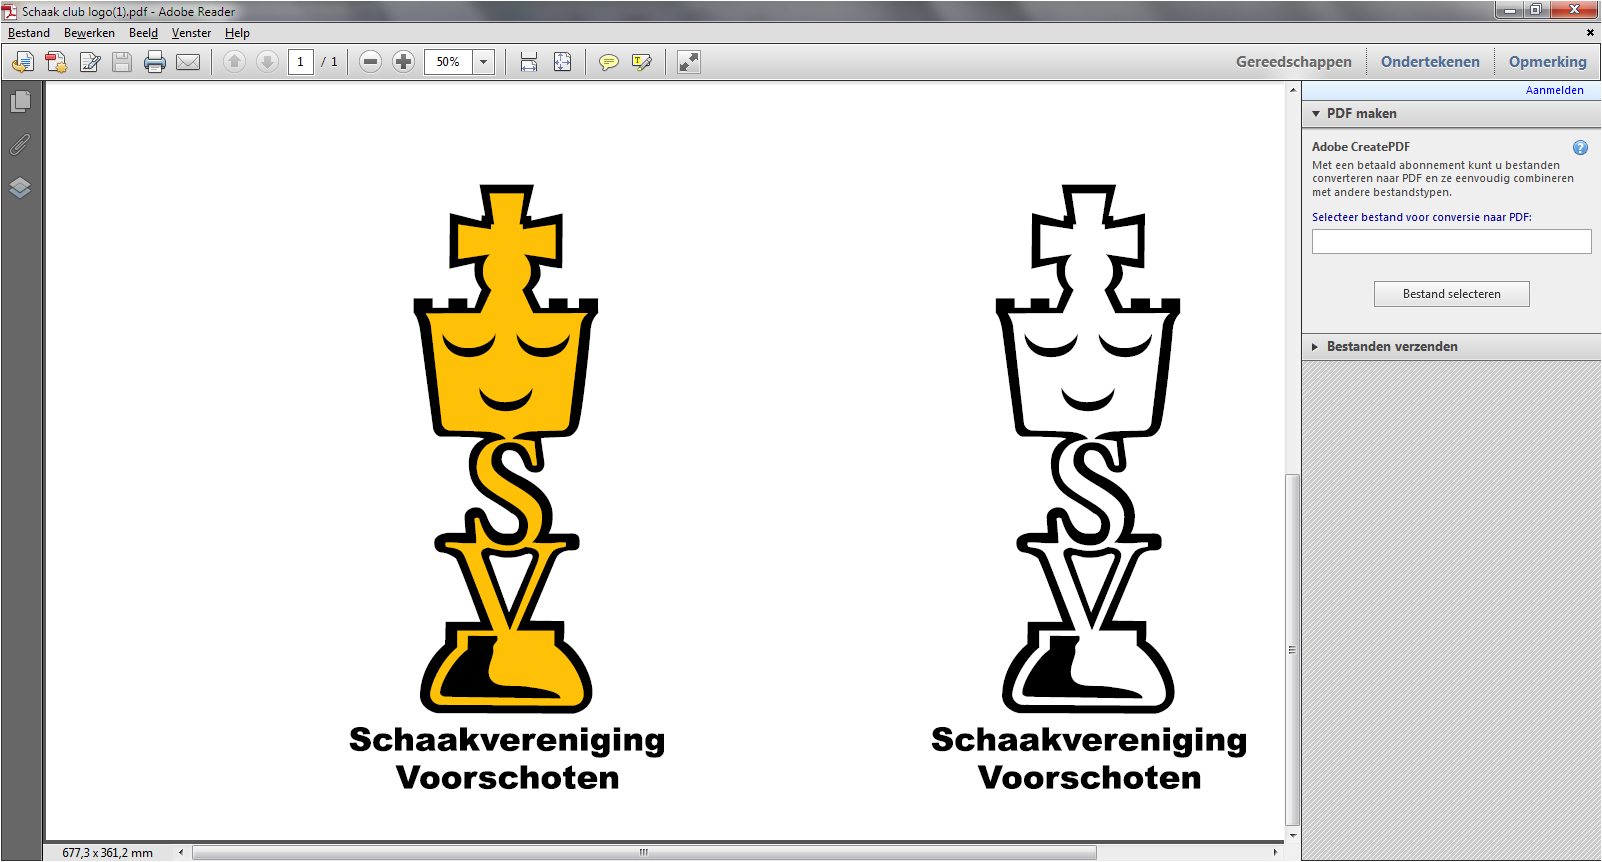 Schaak club logo(1).pdf - Adobe Reader
Bestand Bewerken Beeld Venster Help
1 / 1 50% Gereedschappen Ondertekenen Opmerking
Aanmelden
PDF maken
Adobe CreatePDF
Met een betaald abonnement kunt u bestanden
converteren naar PDF en ze eenvoudig combineren
met andere bestandstypen.
Selecteer bestand voor conversie naar PDF:
Bestand selecteren
Bestanden verzenden
S
V
Schaakvereniging
Voorschoten
S
V
Schaakvereniging
Voorschoten
677,3 x 361,2 mm